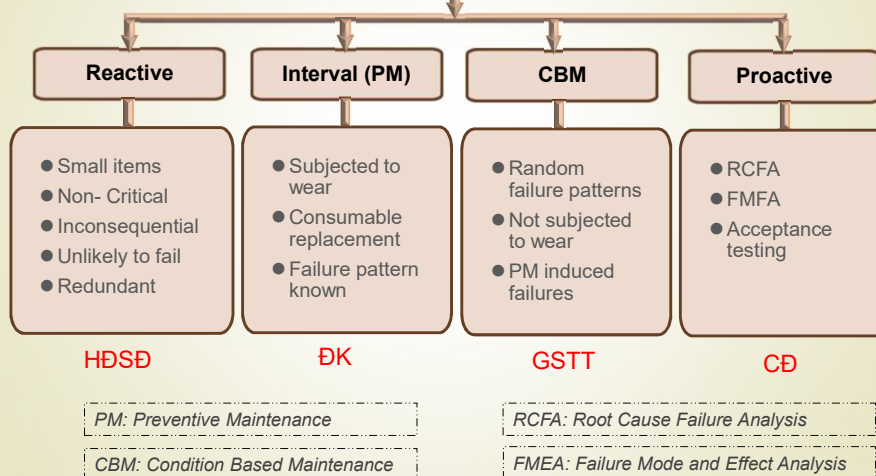 Reactive
Interval (PM)
CBM
Proactive
● Small items
● Non- Critical
● Inconsequential
● Unlikely to fail
● Redundant
● Subjected to
wear
● Consumable
replacement
● Failure pattern
known
● Random
failure patterns
● Not subjected
to wear
● PM induced
failures
● RCFA
● FMFA
● Acceptance
testing
HĐSĐ
ĐK
GSTT
CĐ
PM: Preventive Maintenance
CBM: Condition Based Maintenance
RCFA: Root Cause Failure Analysis
FMEA: Failure Mode and Effect Analysis